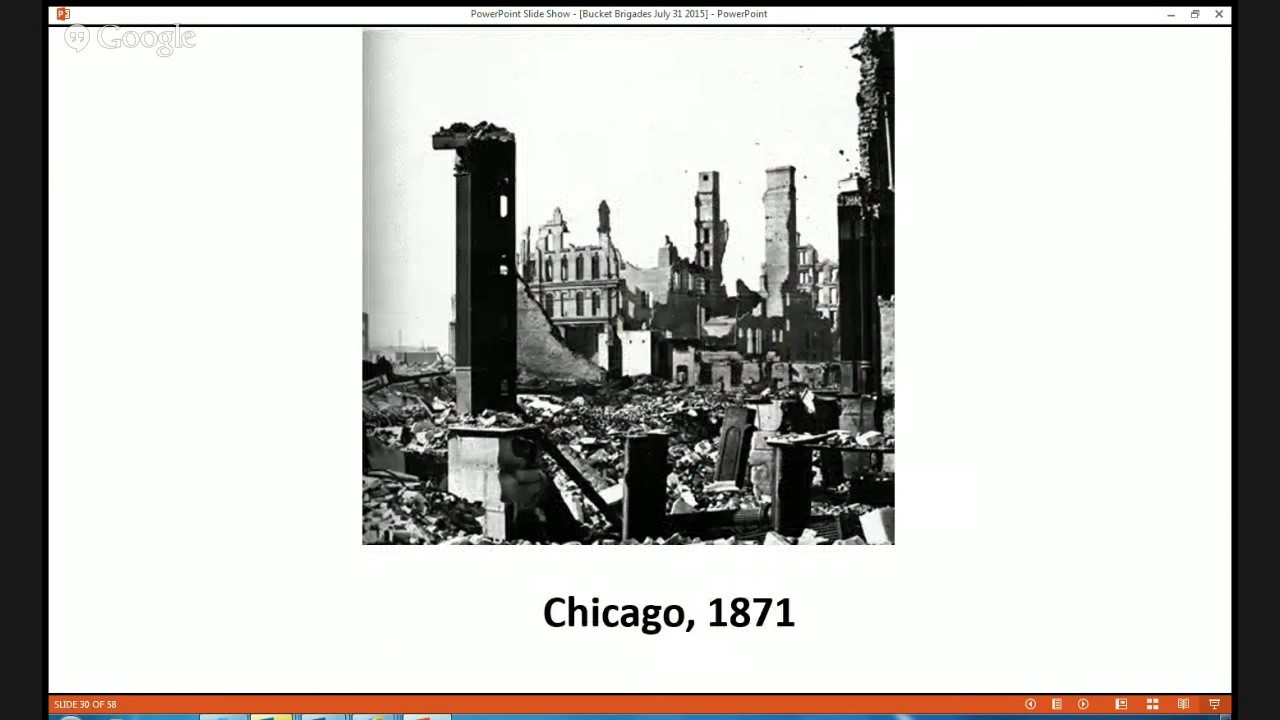 PowerPoint Slide Show - [Bucket Brigades July 31 2015] - PowerPoint
Google
Chicago, 1871
SLIDE 30 OF 58